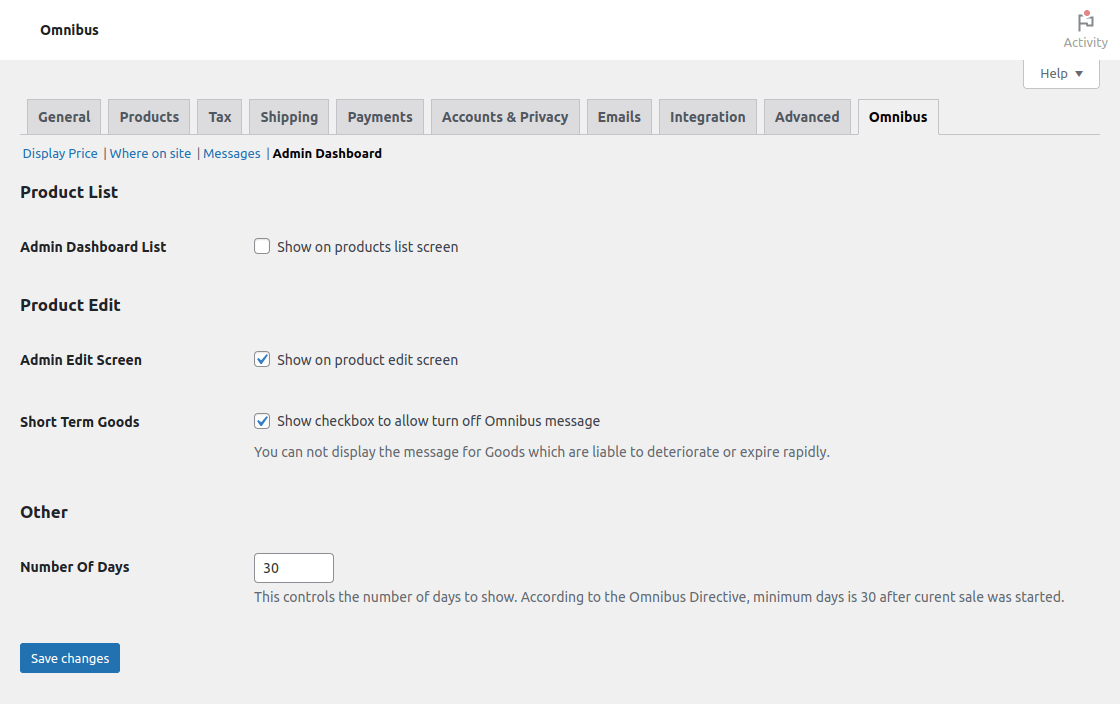 Omnibus
Activity
Help
General Products Tax Shipping Payments Accounts & Privacy Emails Integration Advanced Omnibus
Display Price | Where on site | Messages | Admin Dashboard
Product List
Admin Dashboard List Show on products list screen
Product Edit
Admin Edit Screen Show on product edit screen
Short Term Goods Show checkbox to allow turn off Omnibus message
You can not display the message for Goods which are liable to deteriorate or expire rapidly.
Other
Number Of Days 30
This controls the number of days to show. According to the Omnibus Directive, minimum days is 30 after curent sale was started.
Save changes